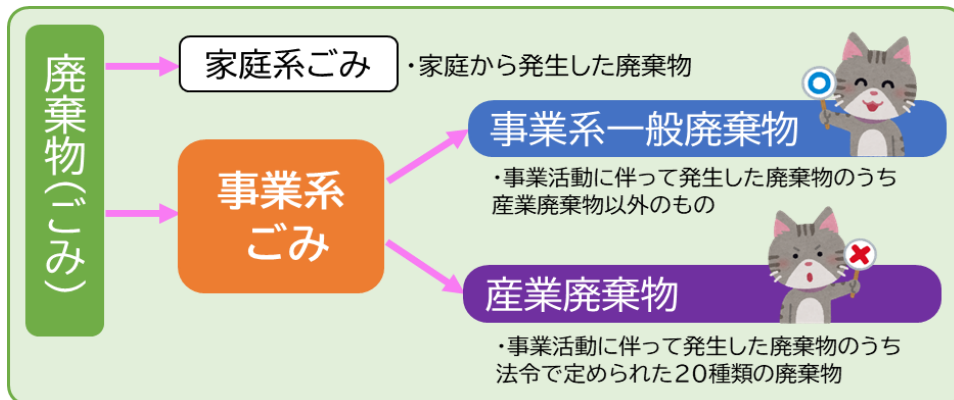 廃棄物(ごみ)
家庭系ごみ
・家庭から発生した廃棄物
事業系
ごみ
事業系一般廃棄物
・事業活動に伴って発生した廃棄物のうち
産業廃棄物以外のもの
産業廃棄物
・事業活動に伴って発生した廃棄物のうち
法令で定められた20種類の廃棄物